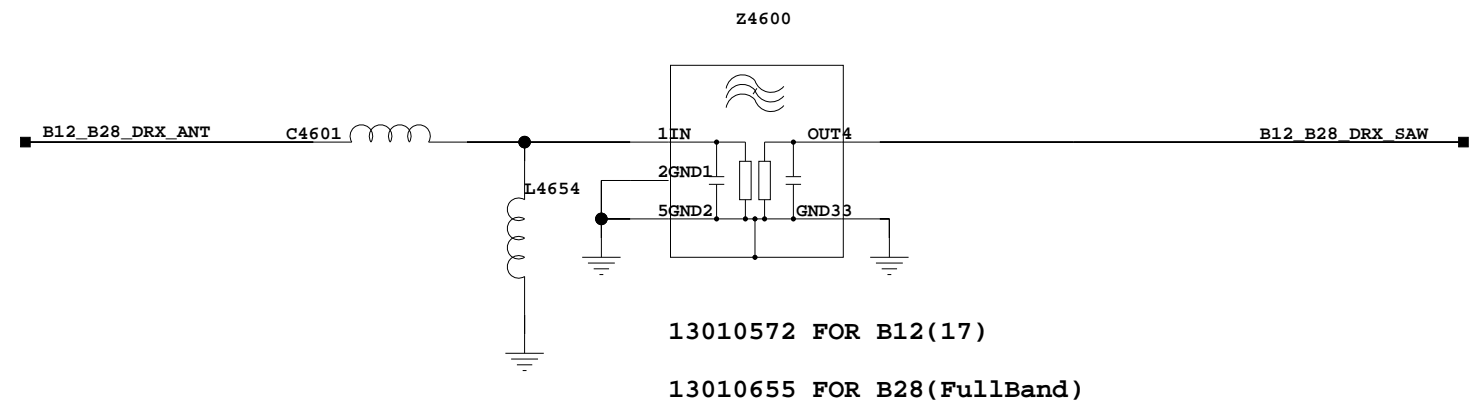 Z4600
B12_B28_DRX_ANT
C4601
1IN
OUT4
B12_B28_DRX_SAW
2GND1
L4654
5GND2
GND33
13010572 FOR B12(17)
13010655 FOR B28(FullBand)